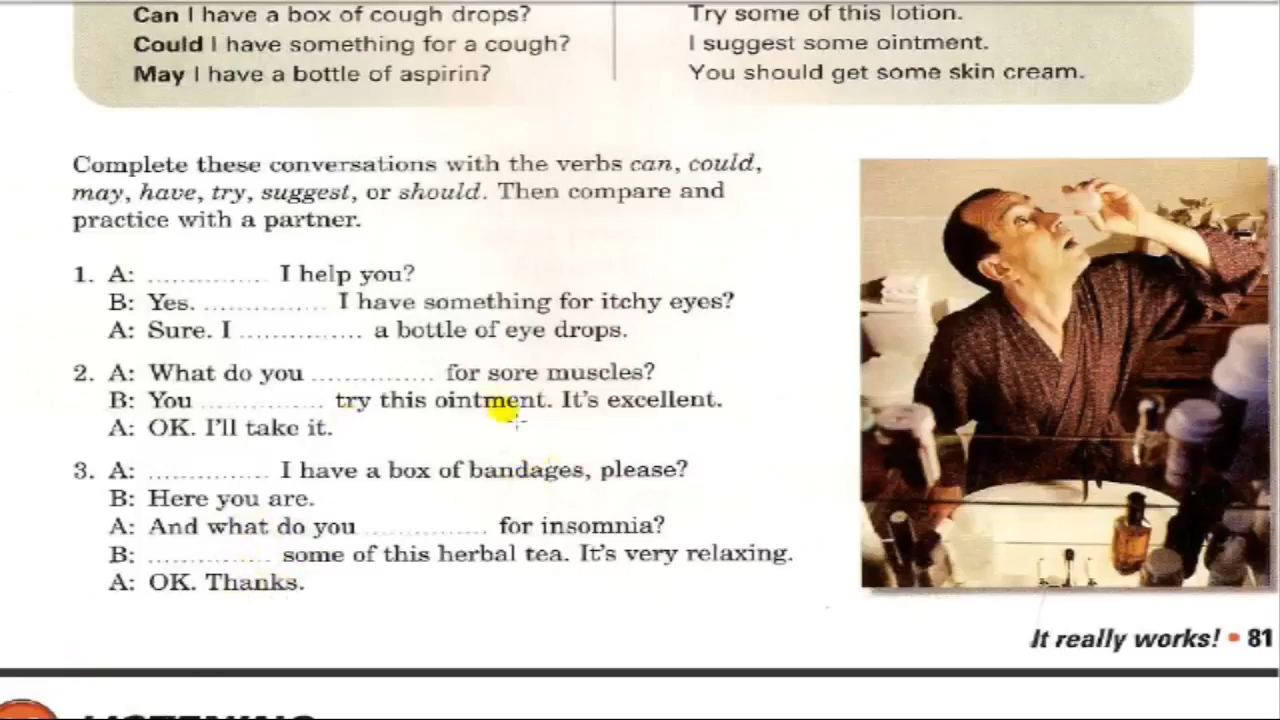 Can I have a box of cough drops?
Could I have something for a cough?
May I have a bottle of aspirin?
Try some of this lotion.
I suggest some ointment.
You should get some skin cream.
Complete these conversations with the verbs can, could,
may, have, try, suggest, or should. Then compare and
practice with a partner.
1. A: .............. I help you?
B: Yes. .............. I have something for itchy eyes?
A: Sure. I .............. a bottle of eye drops.
2. A: What do you .............. for sore muscles?
B: You .............. try this ointment. It's excellent.
A: OK. I'll take it.
3. A: .............. I have a box of bandages, please?
B: Here you are.
A: And what do you .............. for insomnia?
B: .............. some of this herbal tea. It's very relaxing.
A: OK. Thanks.
It really works! • 81
LISTENING